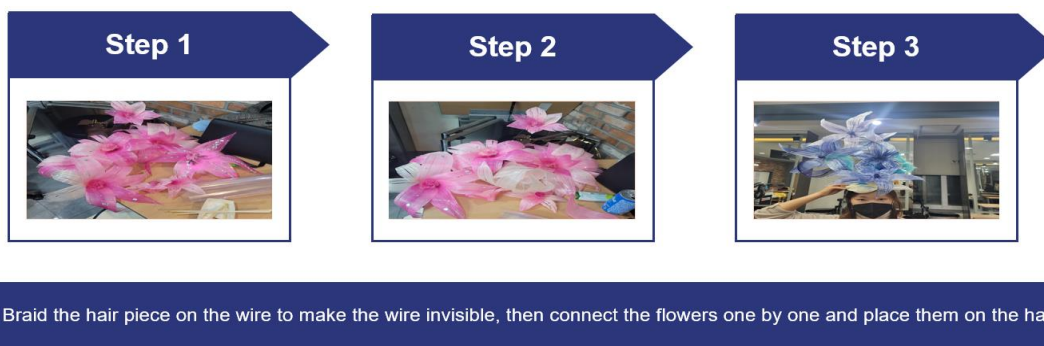 Step 1
Step 2
Step 3
Braid the hair piece on the wire to make the wire invisible, then connect the flowers one by one and place them on the ha